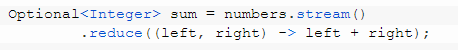 Optional<Integer> sum = numbers.stream()
        .reduce((left, right) -> left + right);